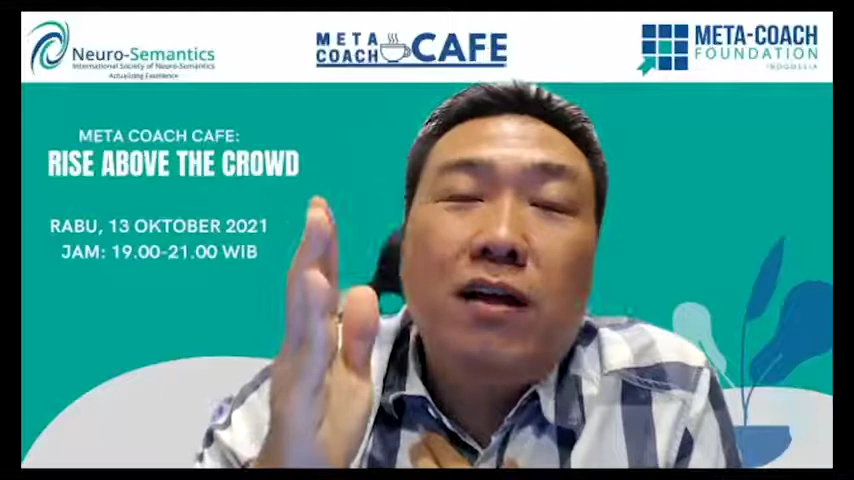 Neuro-Semantics
International Society of Neuro-Semantics
Actualizing Excellence
META COACH CAFE
META-COACH
FOUNDATION
INDONESIA
META COACH CAFE:
RISE ABOVE THE CROWD
RABU, 13 OKTOBER 2021
JAM: 19.00-21.00 WIB